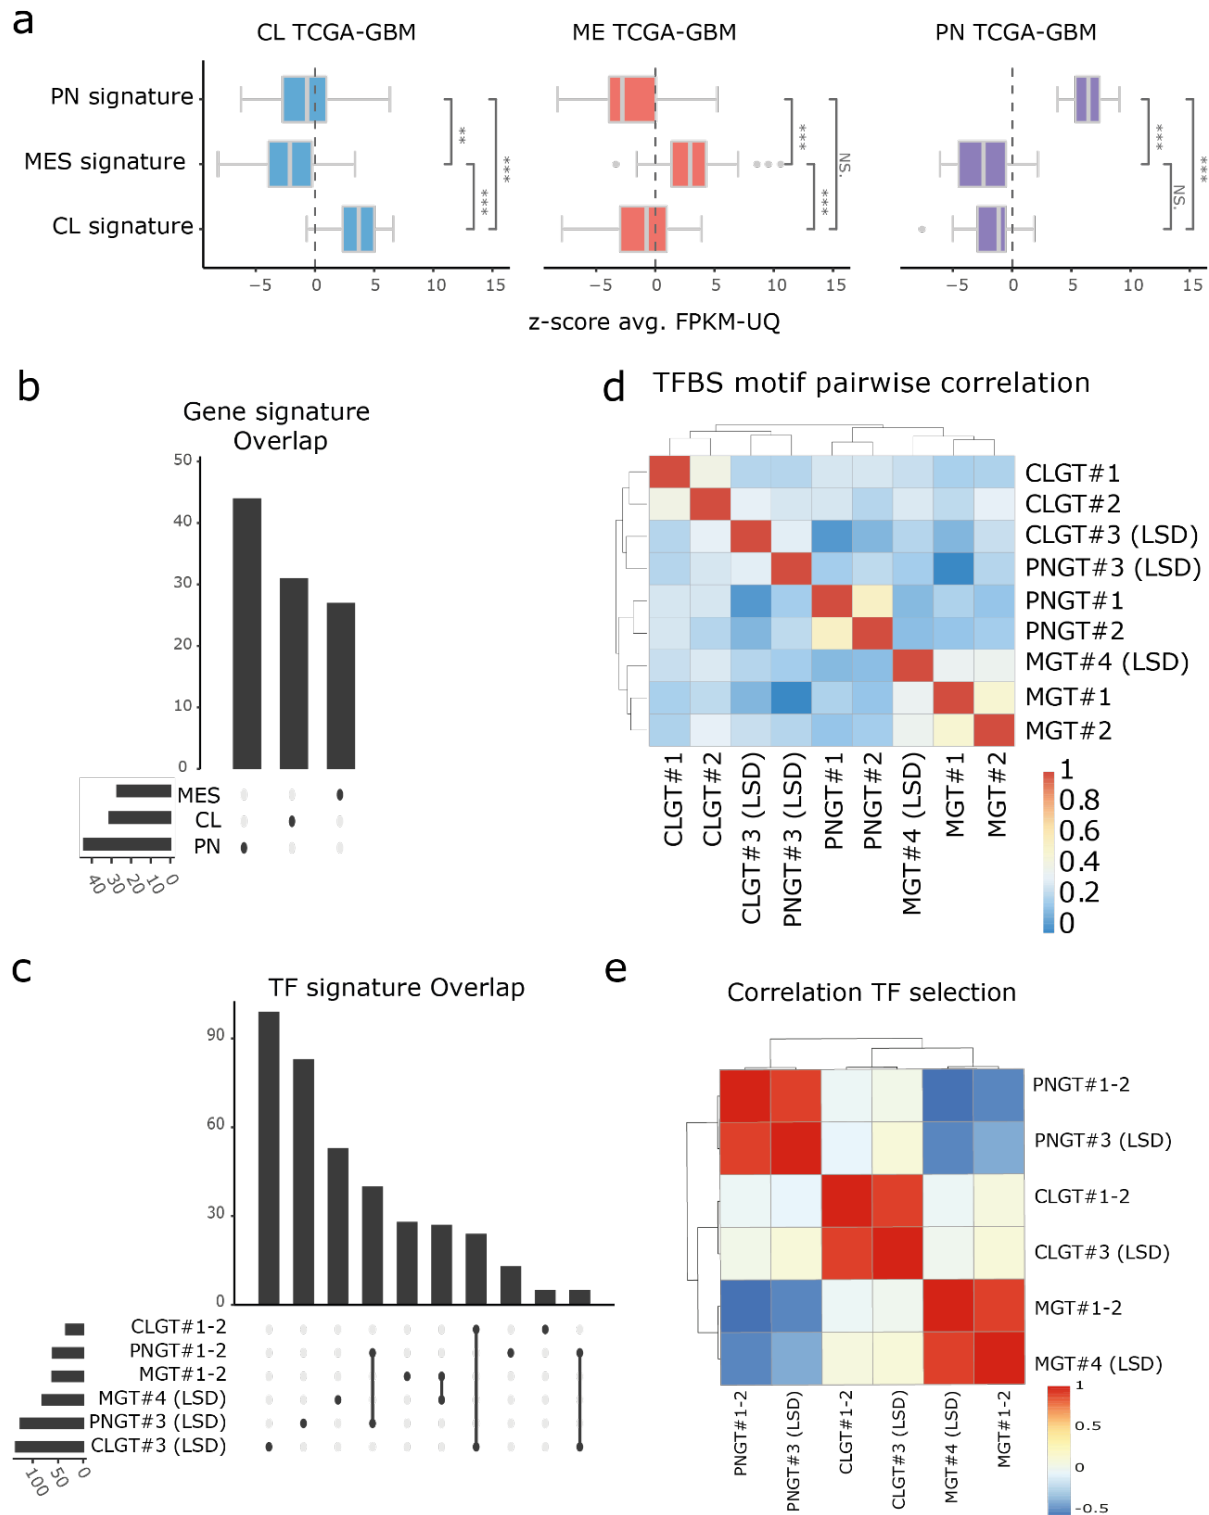 a
CL TCGA-GBM
ME TCGA-GBM
PN TCGA-GBM
PN signature
MES signature
CL signature
**
***
***
***
***
NS.
***
NS.
***
−5 0 5 10 15
−5 0 5 10 15
−5 0 5 10 15
z-score avg. FPKM-UQ
b
Gene signature
Overlap
50
40
30
20
10
0
MES
CL
PN
40 30 20 10 0
c
TF signature Overlap
90
60
30
0
CLGT#1-2
PNGT#1-2
MGT#1-2
MGT#4 (LSD)
PNGT#3 (LSD)
CLGT#3 (LSD)
100 50 0
d
TFBS motif pairwise correlation
CLGT#1
CLGT#2
CLGT#3 (LSD)
PNGT#3 (LSD)
PNGT#1
PNGT#2
MGT#4 (LSD)
MGT#1
MGT#2
CLGT#1
CLGT#2
CLGT#3 (LSD)
PNGT#3 (LSD)
PNGT#1
PNGT#2
MGT#4 (LSD)
MGT#1
MGT#2
1
0.8
0.6
0.4
0.2
0
e
Correlation TF selection
PNGT#1-2
PNGT#3 (LSD)
CLGT#1-2
CLGT#3 (LSD)
MGT#1-2
MGT#4 (LSD)
PNGT#1-2
PNGT#3 (LSD)
CLGT#1-2
CLGT#3 (LSD)
MGT#4 (LSD)
MGT#1-2
1
0.5
0
-0.5